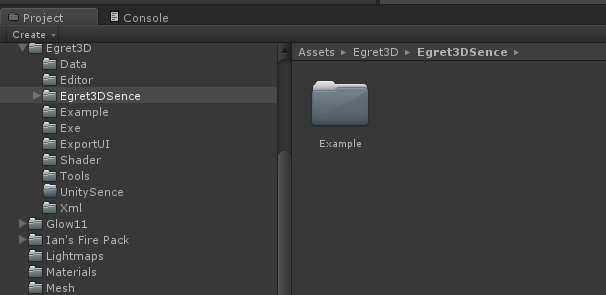 Project
Console
Create
Egret3D
Data
Editor
Egret3DSence
Example
Exe
ExportUI
Shader
Tools
UnitySence
Xml
Glow11
Ian's Fire Pack
Lightmaps
Materials
Mesh
Assets ▸ Egret3D ▸ Egret3DSence ▸
Example